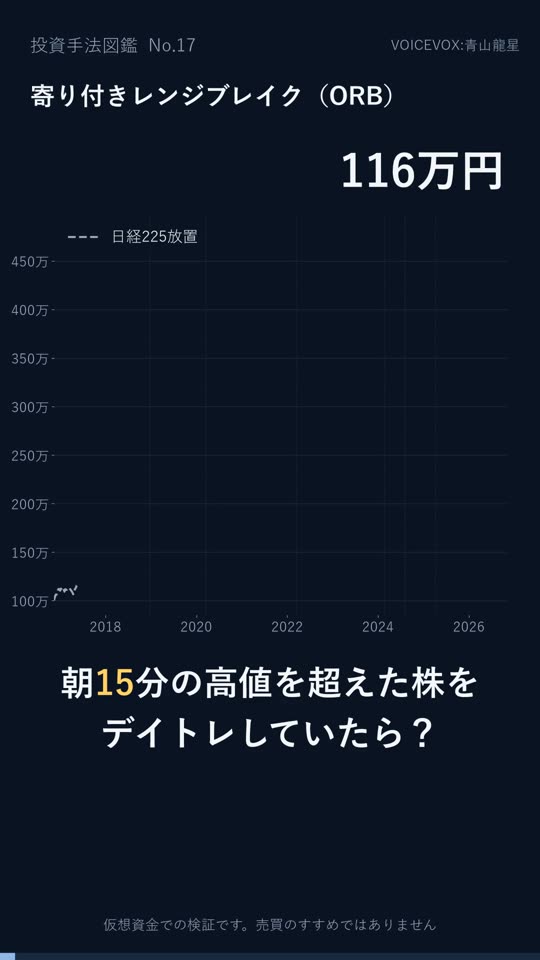 投資手法図鑑 No.17
VOICEVOX:青山龍星
寄り付きレンジブレイク（ORB）
116万円
日経225放置
450万
400万
350万
300万
250万
200万
150万
100万
2018 2020 2022 2024 2026
朝15分の高値を超えた株を
デイトレしていたら？
仮想資金での検証です。売買のすすめではありません